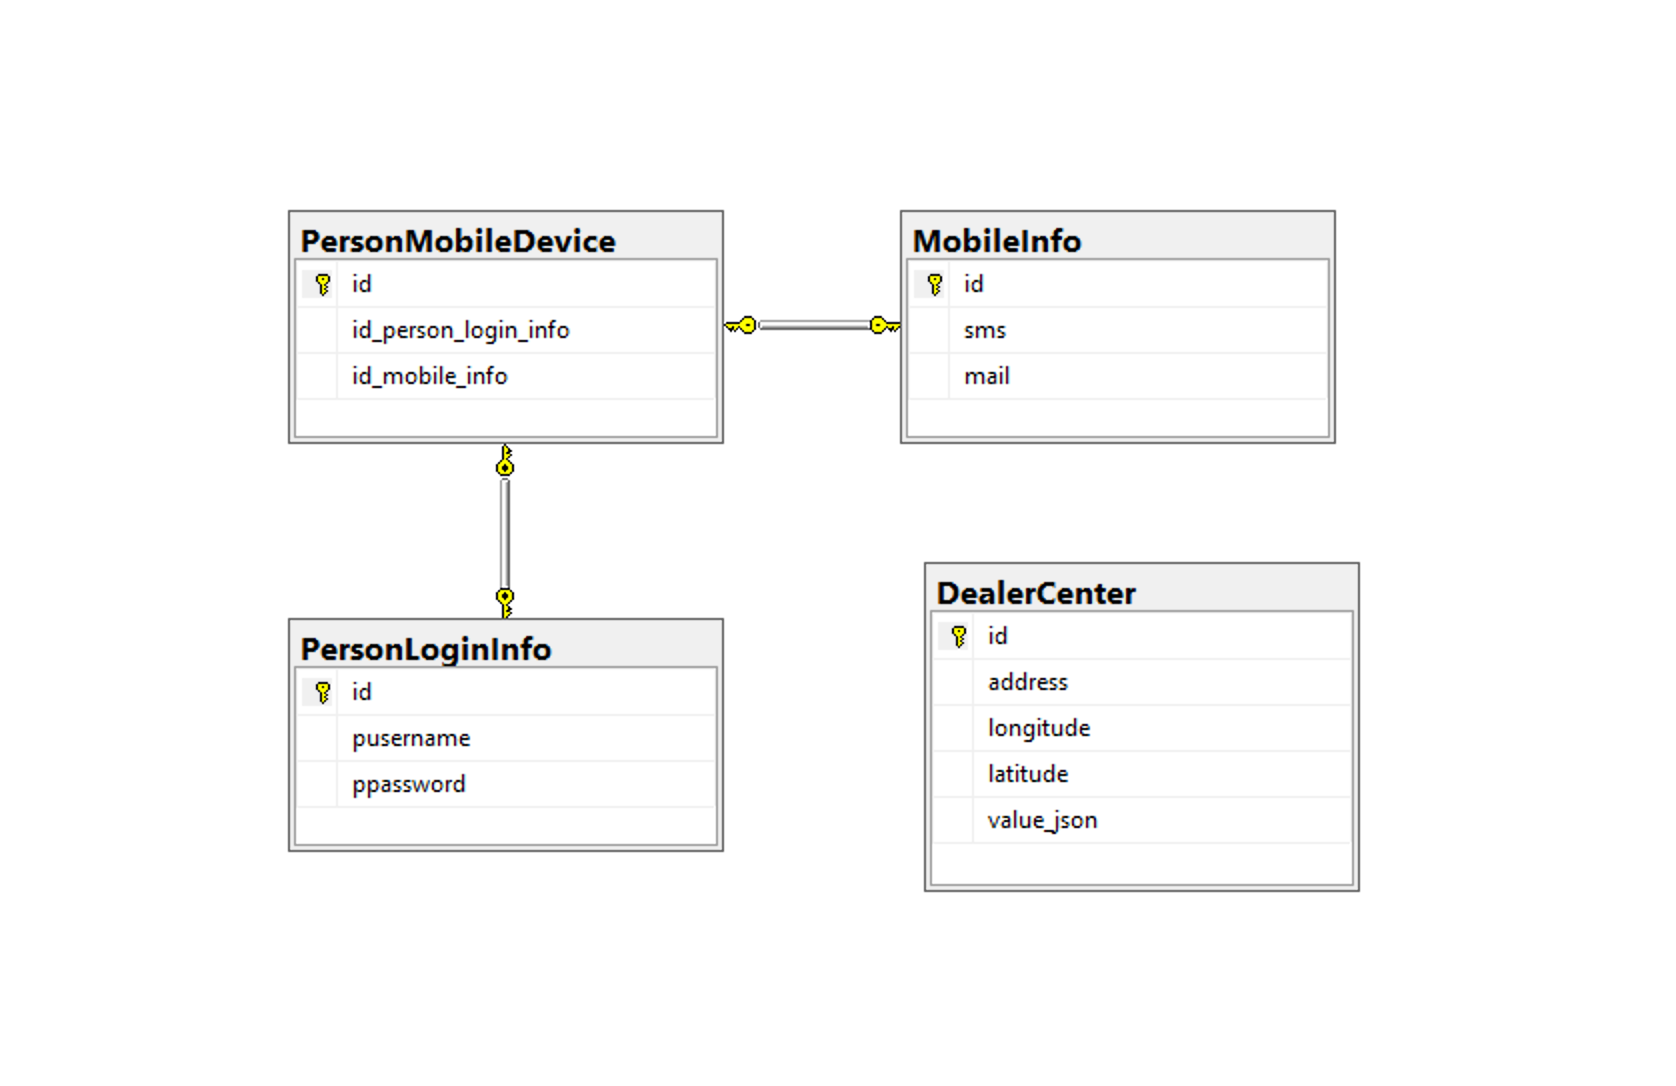 PersonMobileDevice
id
id_person_login_info
id_mobile_info
MobileInfo
id
sms
mail
PersonLoginInfo
id
pusername
ppassword
DealerCenter
id
address
longitude
latitude
value_json